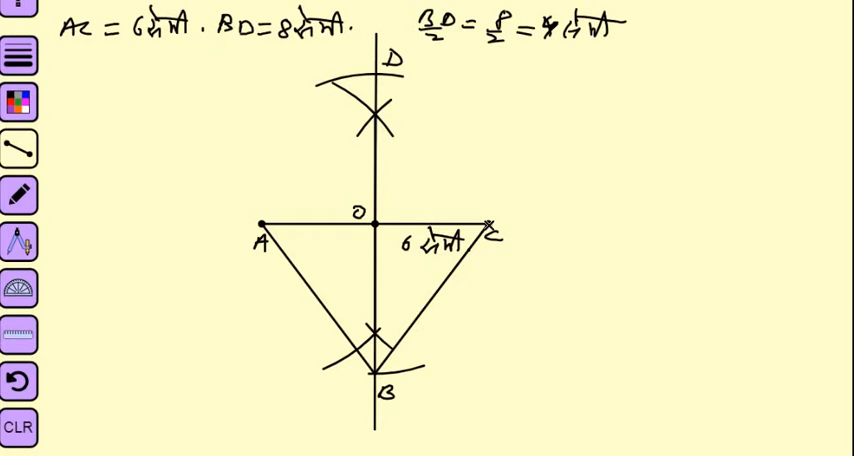 AC = 6 सेमी. BD = 8 सेमी. BD/2 = 8/2 = 4 सेमी
D
O
A 6 सेमी C
B
CLR